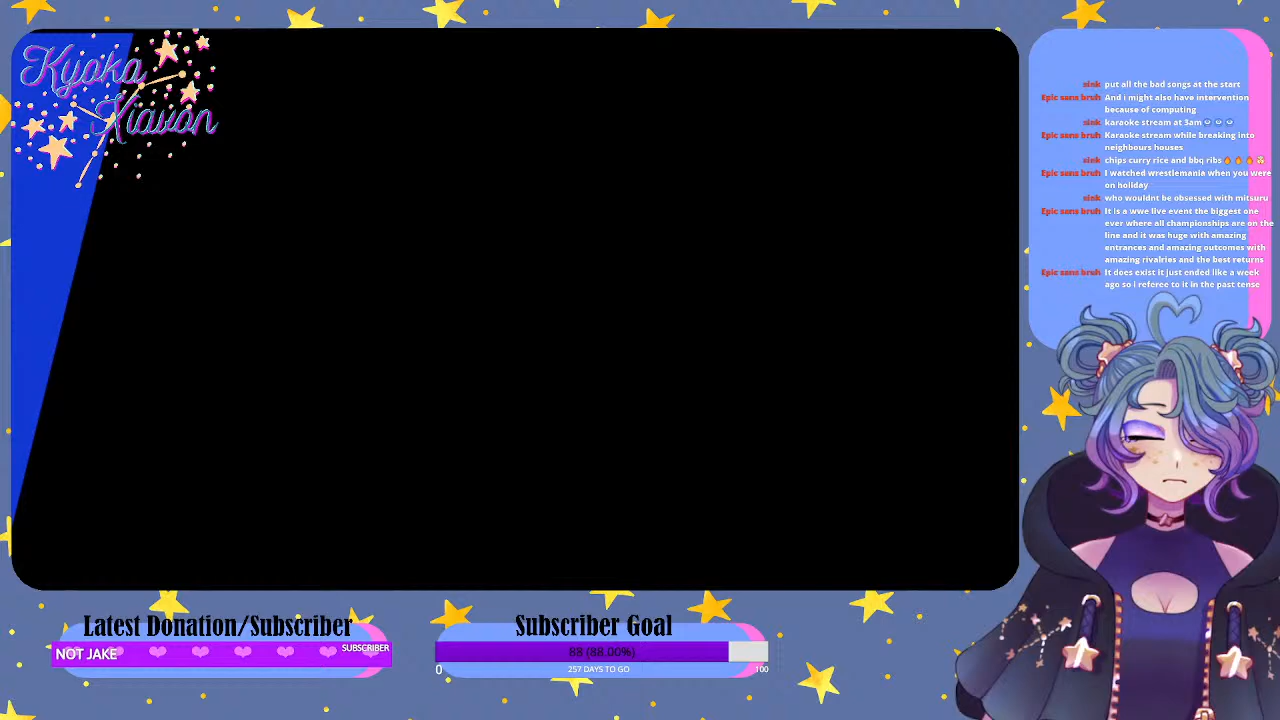 Kyoka
Xiavon
sink put all the bad songs at the start
Epic sans bruh And i might also have intervention
because of computing
sink karaoke stream at 3am
Epic sans bruh Karaoke stream while breaking into
neighbours houses
sink chips curry rice and bbq ribs
Epic sans bruh I watched wrestlemania when you were
on holiday
sink who wouldnt be obsessed with mitsuru
Epic sans bruh It is a wwe live event the biggest one
ever where all championships are on the
line and it was huge with amazing
entrances and amazing outcomes with
amazing rivalries and the best returns
Epic sans bruh It does exist it just ended like a week
ago so i referee to it in the past tense
Latest Donation/Subscriber
NOT JAKE
SUBSCRIBER
Subscriber Goal
88 (88.00%)
0
257 DAYS TO GO
100